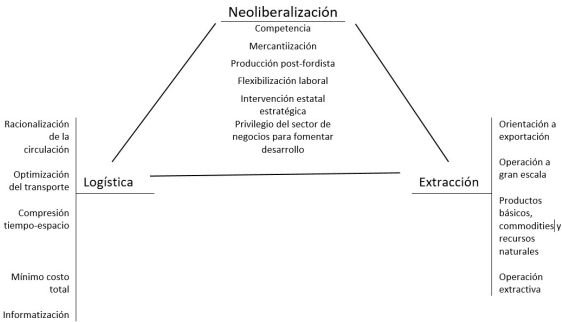 Neoliberalización
Competencia
Mercantiización
Producción post-fordista
Flexibilización laboral
Intervención estatal
estratégica
Privilegio del sector de
negocios para fomentar
desarrollo
Racionalización
de la
circulación
Optimización
del transporte
Compresión
tiempo-espacio
Mínimo costo
total
Informatización
Logística
Extracción
Orientación a
exportación
Operación a
gran escala
Productos
básicos,
commodities y
recursos
naturales
Operación
extractiva